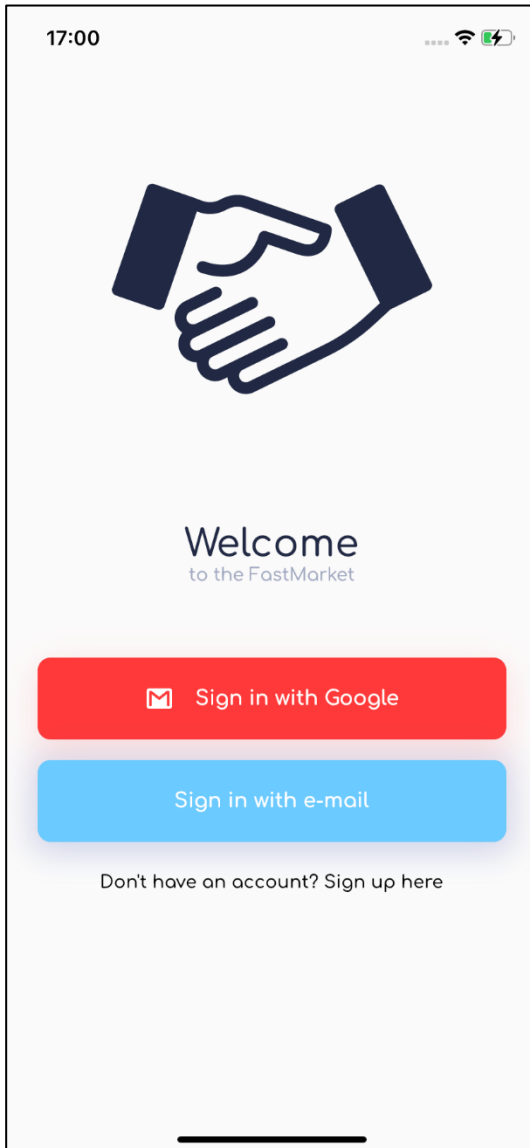 17:00
Welcome
to the FastMarket
Sign in with Google
Sign in with e-mail
Don't have an account? Sign up here